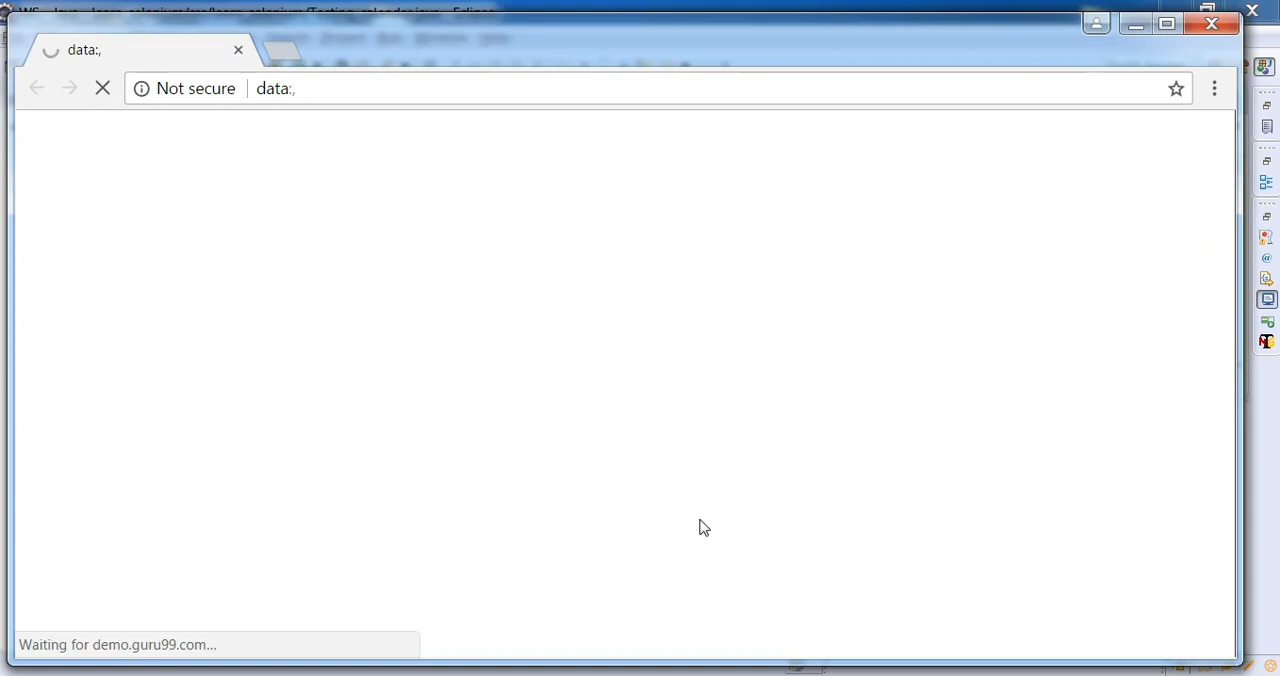 data:,
Not secure data:,
Waiting for demo.guru99.com...